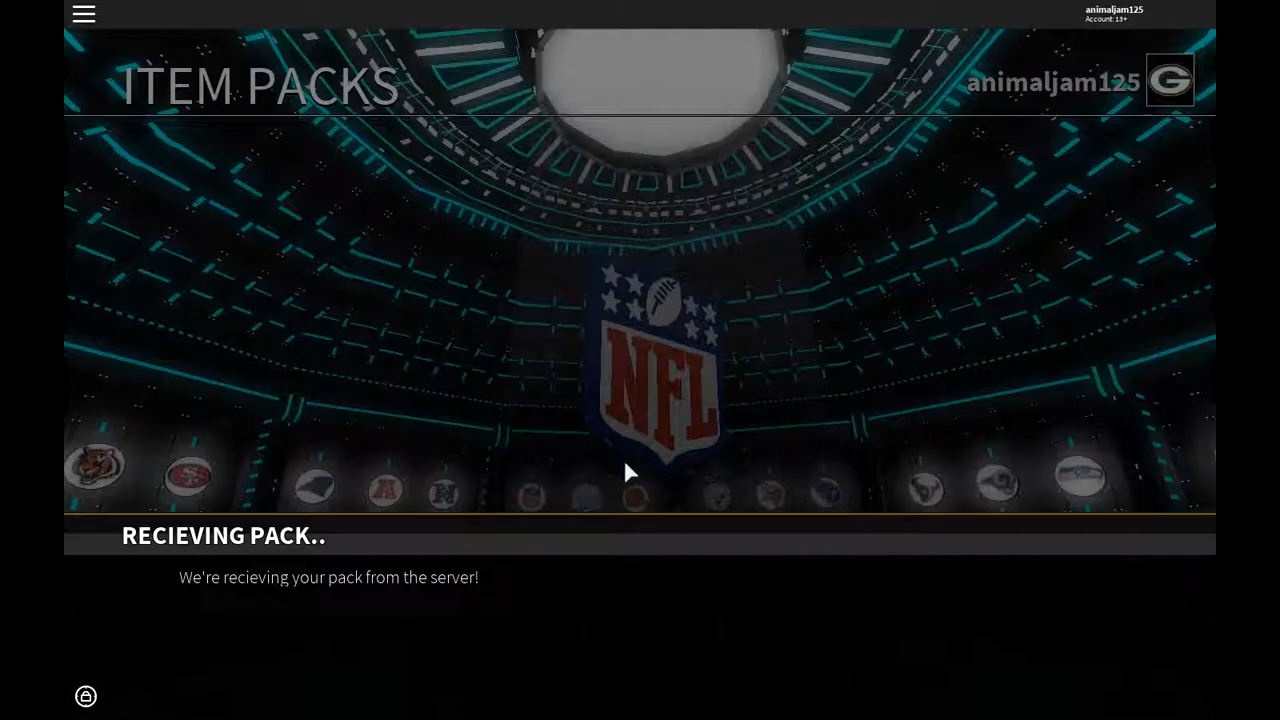 animaljam125
Account: 13+
ITEM PACKS
animaljam125
G
NFL
RECIEVING PACK..
We're recieving your pack from the server!